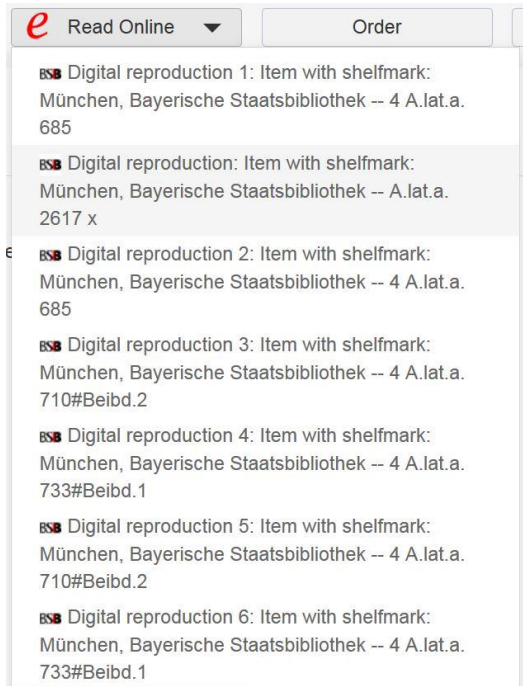 e Read Online Order
BSB Digital reproduction 1: Item with shelfmark:
München, Bayerische Staatsbibliothek -- 4 A.lat.a.
685
BSB Digital reproduction: Item with shelfmark:
München, Bayerische Staatsbibliothek -- A.lat.a.
2617 x
BSB Digital reproduction 2: Item with shelfmark:
München, Bayerische Staatsbibliothek -- 4 A.lat.a.
685
BSB Digital reproduction 3: Item with shelfmark:
München, Bayerische Staatsbibliothek -- 4 A.lat.a.
710#Beibd.2
BSB Digital reproduction 4: Item with shelfmark:
München, Bayerische Staatsbibliothek -- 4 A.lat.a.
733#Beibd.1
BSB Digital reproduction 5: Item with shelfmark:
München, Bayerische Staatsbibliothek -- 4 A.lat.a.
710#Beibd.2
BSB Digital reproduction 6: Item with shelfmark:
München, Bayerische Staatsbibliothek -- 4 A.lat.a.
733#Beibd.1